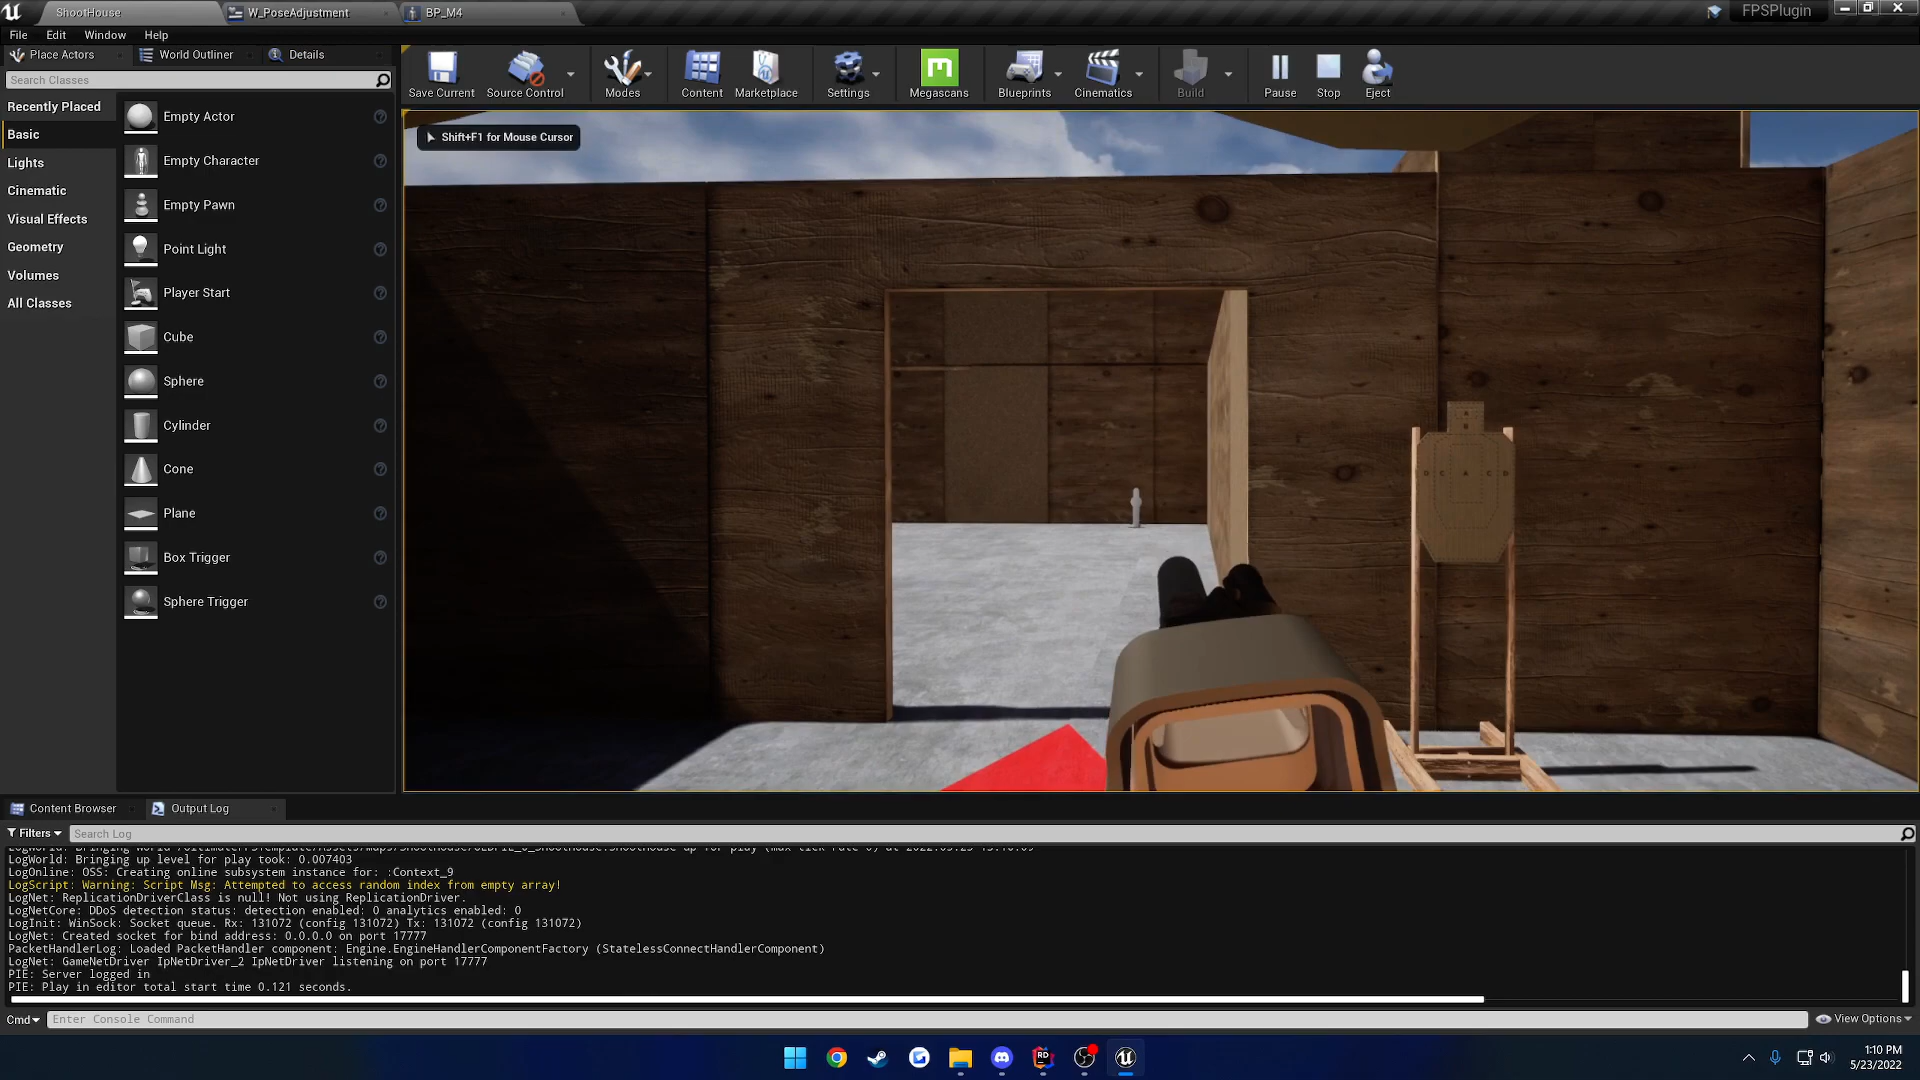 ShootHouse
W_PoseAdjustment
BP_M4
FPSPlugin
File Edit Window Help
Place Actors World Outliner Details
Search Classes
Save Current
Source Control
Modes
Content
Marketplace
Settings
Megascans
Blueprints
Cinematics
Build
Pause
Stop
Eject
Recently Placed
Basic
Lights
Cinematic
Visual Effects
Geometry
Volumes
All Classes
Empty Actor
Empty Character
Empty Pawn
Point Light
Player Start
Cube
Sphere
Cylinder
Cone
Plane
Box Trigger
Sphere Trigger
Shift+F1 for Mouse Cursor
Content Browser Output Log
Filters Search Log
LogWorld: Bringing up level for play took: 0.007403
LogOnline: OSS: Creating online subsystem instance for: :Context_9
LogScript: Warning: Script Msg: Attempted to access random index from empty array!
LogNet: ReplicationDriverClass is null! Not using ReplicationDriver.
LogNetCore: DDoS detection status: detection enabled: 0 analytics enabled: 0
LogInit: WinSock: Socket queue. Rx: 131072 (config 131072) Tx: 131072 (config 131072)
LogNet: Created socket for bind address: 0.0.0.0 on port 17777
PacketHandlerLog: Loaded PacketHandler component: Engine.EngineHandlerComponentFactory (StatelessConnectHandlerComponent)
LogNet: GameNetDriver IpNetDriver_2 IpNetDriver listening on port 17777
PIE: Server logged in
PIE: Play in editor total start time 0.121 seconds.
Cmd Enter Console Command View Options
1:10 PM
5/23/2022